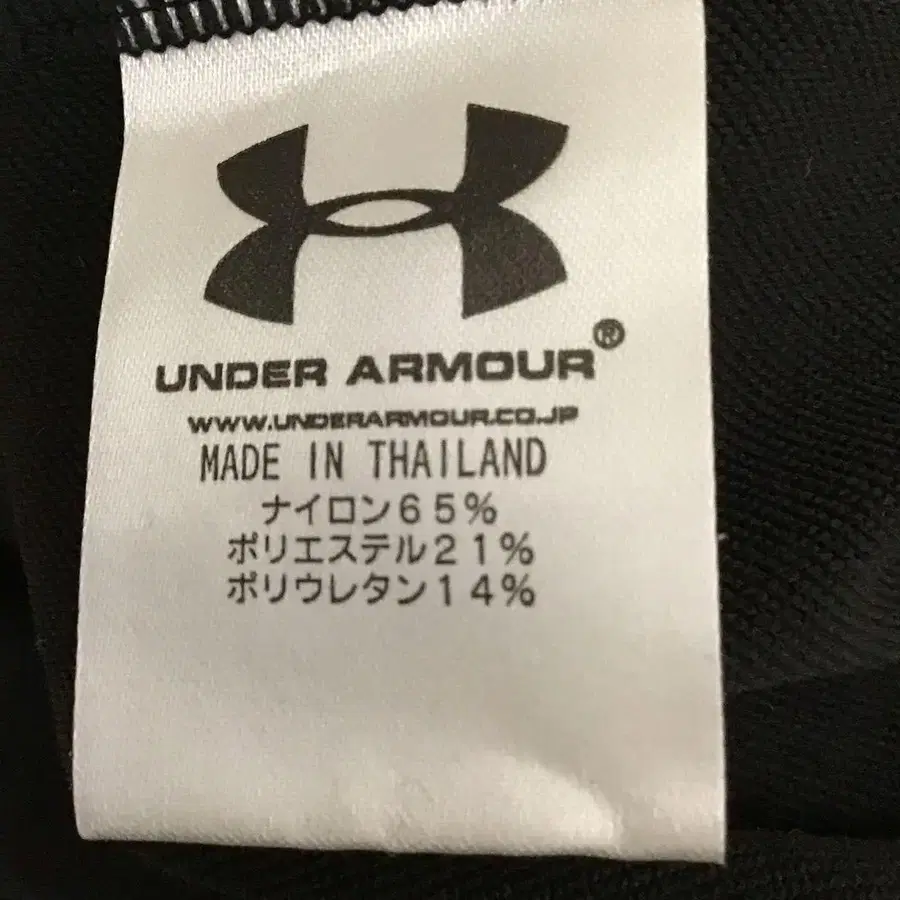 UNDER ARMOUR®
WWW.UNDERARMOUR.CO.JP
MADE IN THAILAND
ナイロン65%
ポリエステル21%
ポリウレタン14%